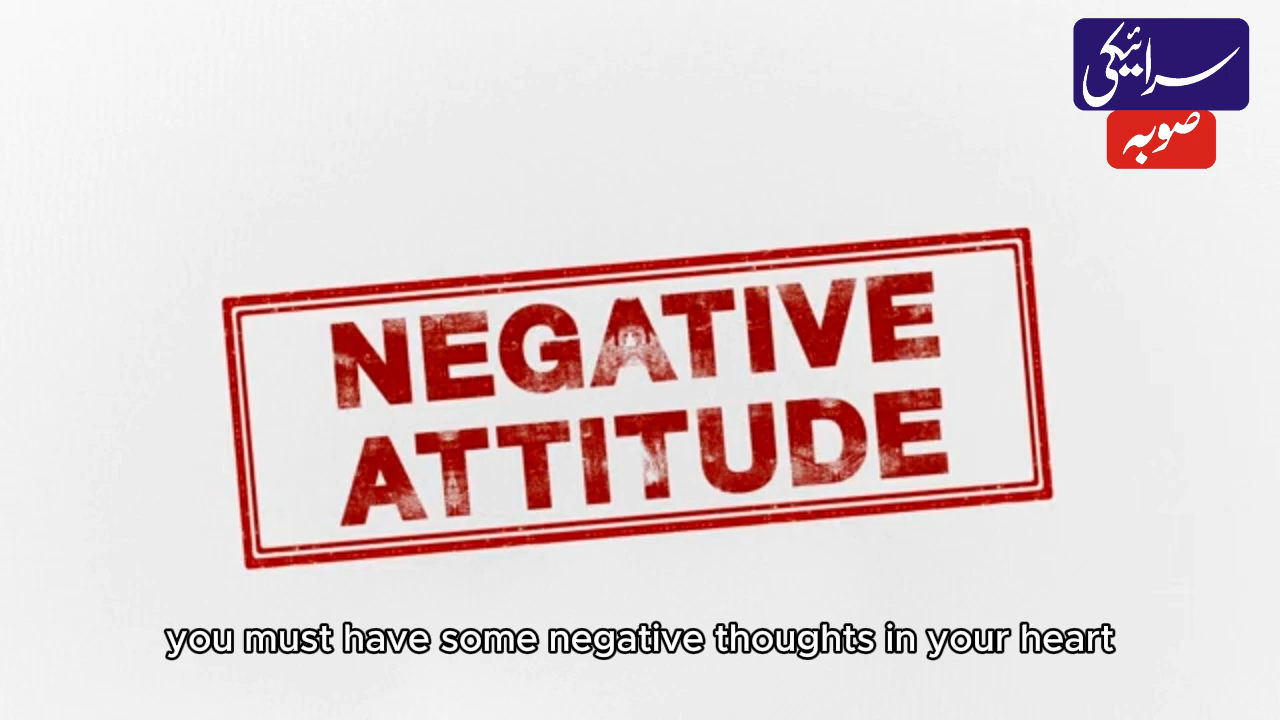 سرائیکی
صوبہ
NEGATIVE
ATTITUDE
you must have some negative thoughts in your heart